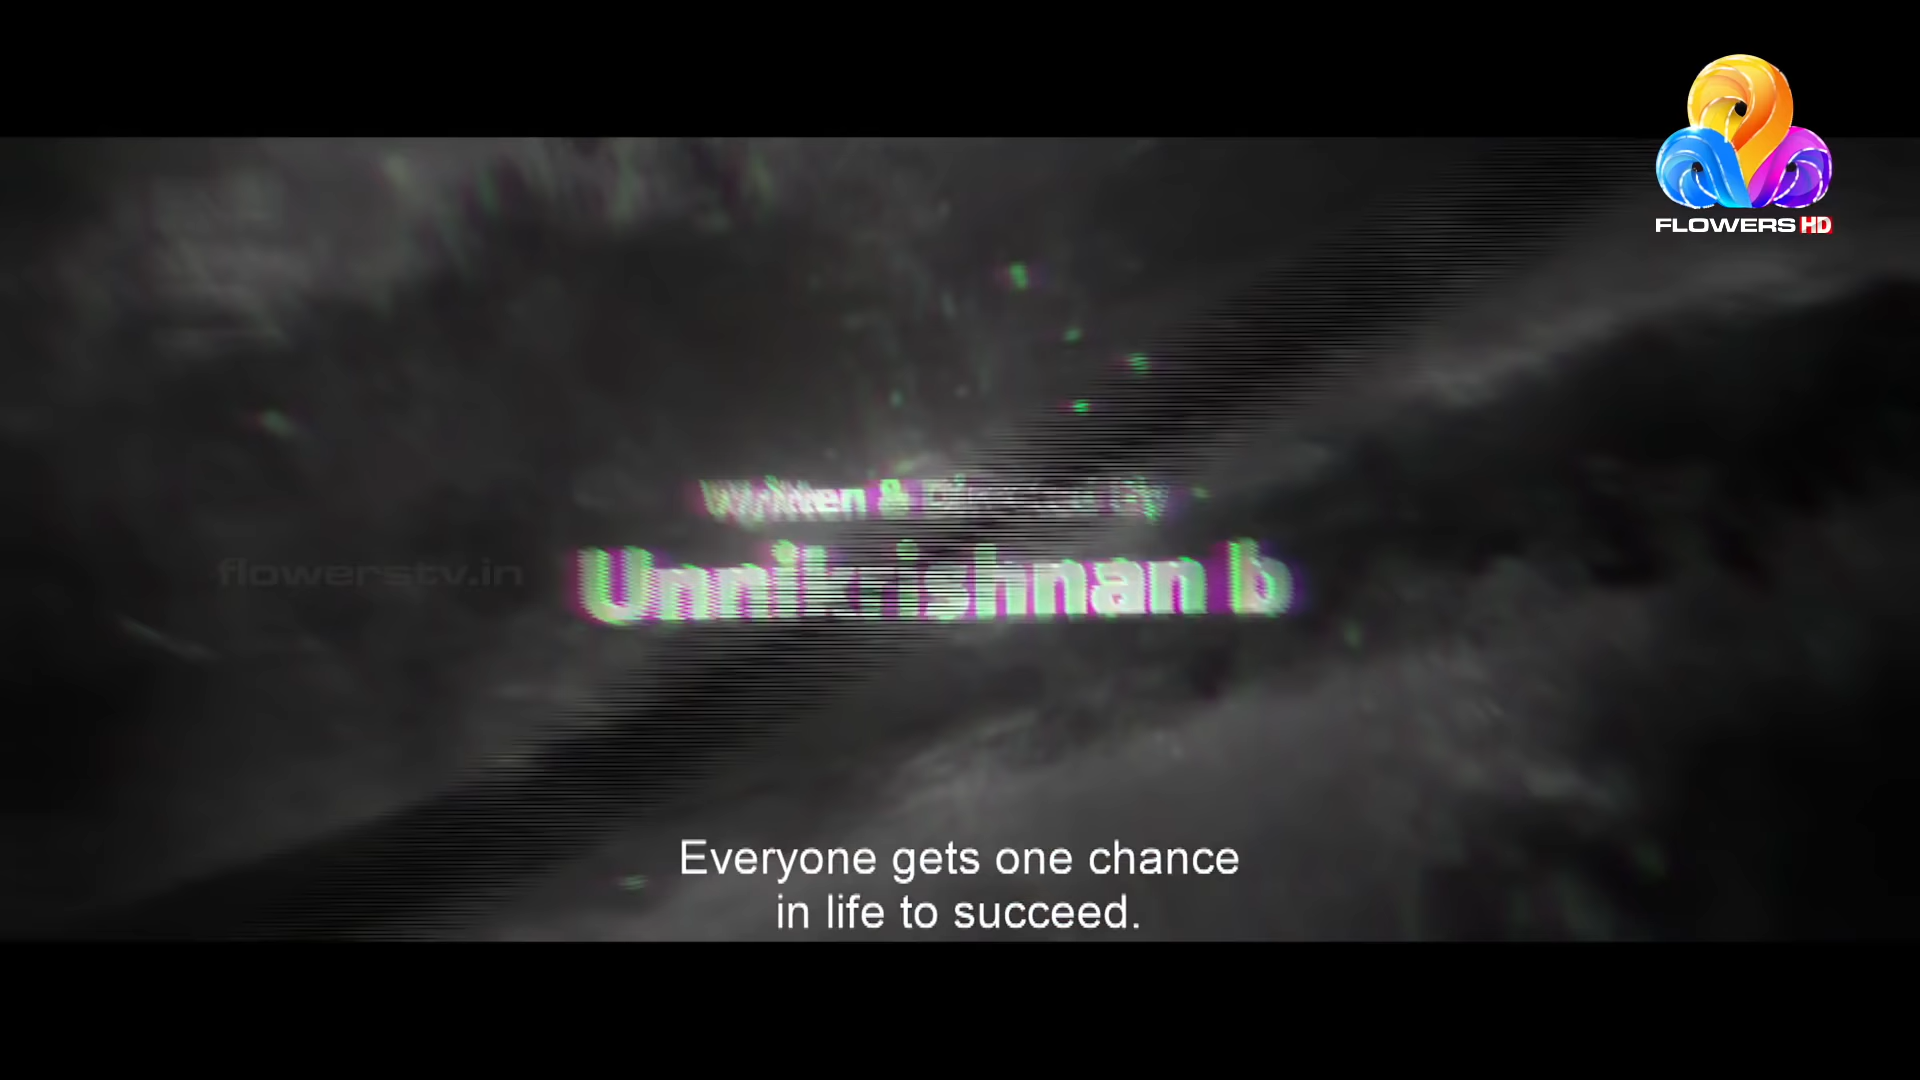 FLOWERS HD
Written & Directed By
Unnikrishnan b
flowerstv.in
Everyone gets one chance
in life to succeed.